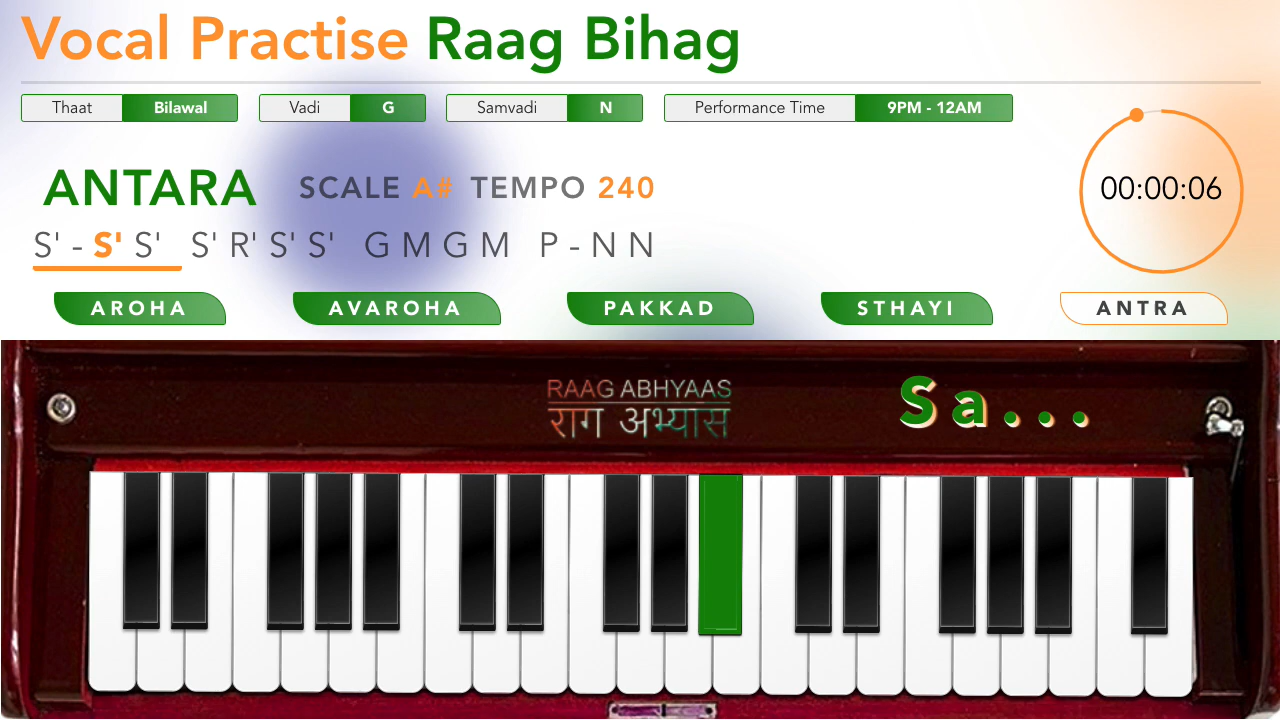 Vocal Practise Raag Bihag
Thaat Bilawal Vadi G Samvadi N Performance Time 9PM - 12AM
ANTARA SCALE A# TEMPO 240
00:00:06
S' - S' S' S' R' S' S' G M G M P - N N
AROHA AVAROHA PAKKAD STHAYI ANTRA
RAAG ABHYAAS
राग अभ्यास
Sa...